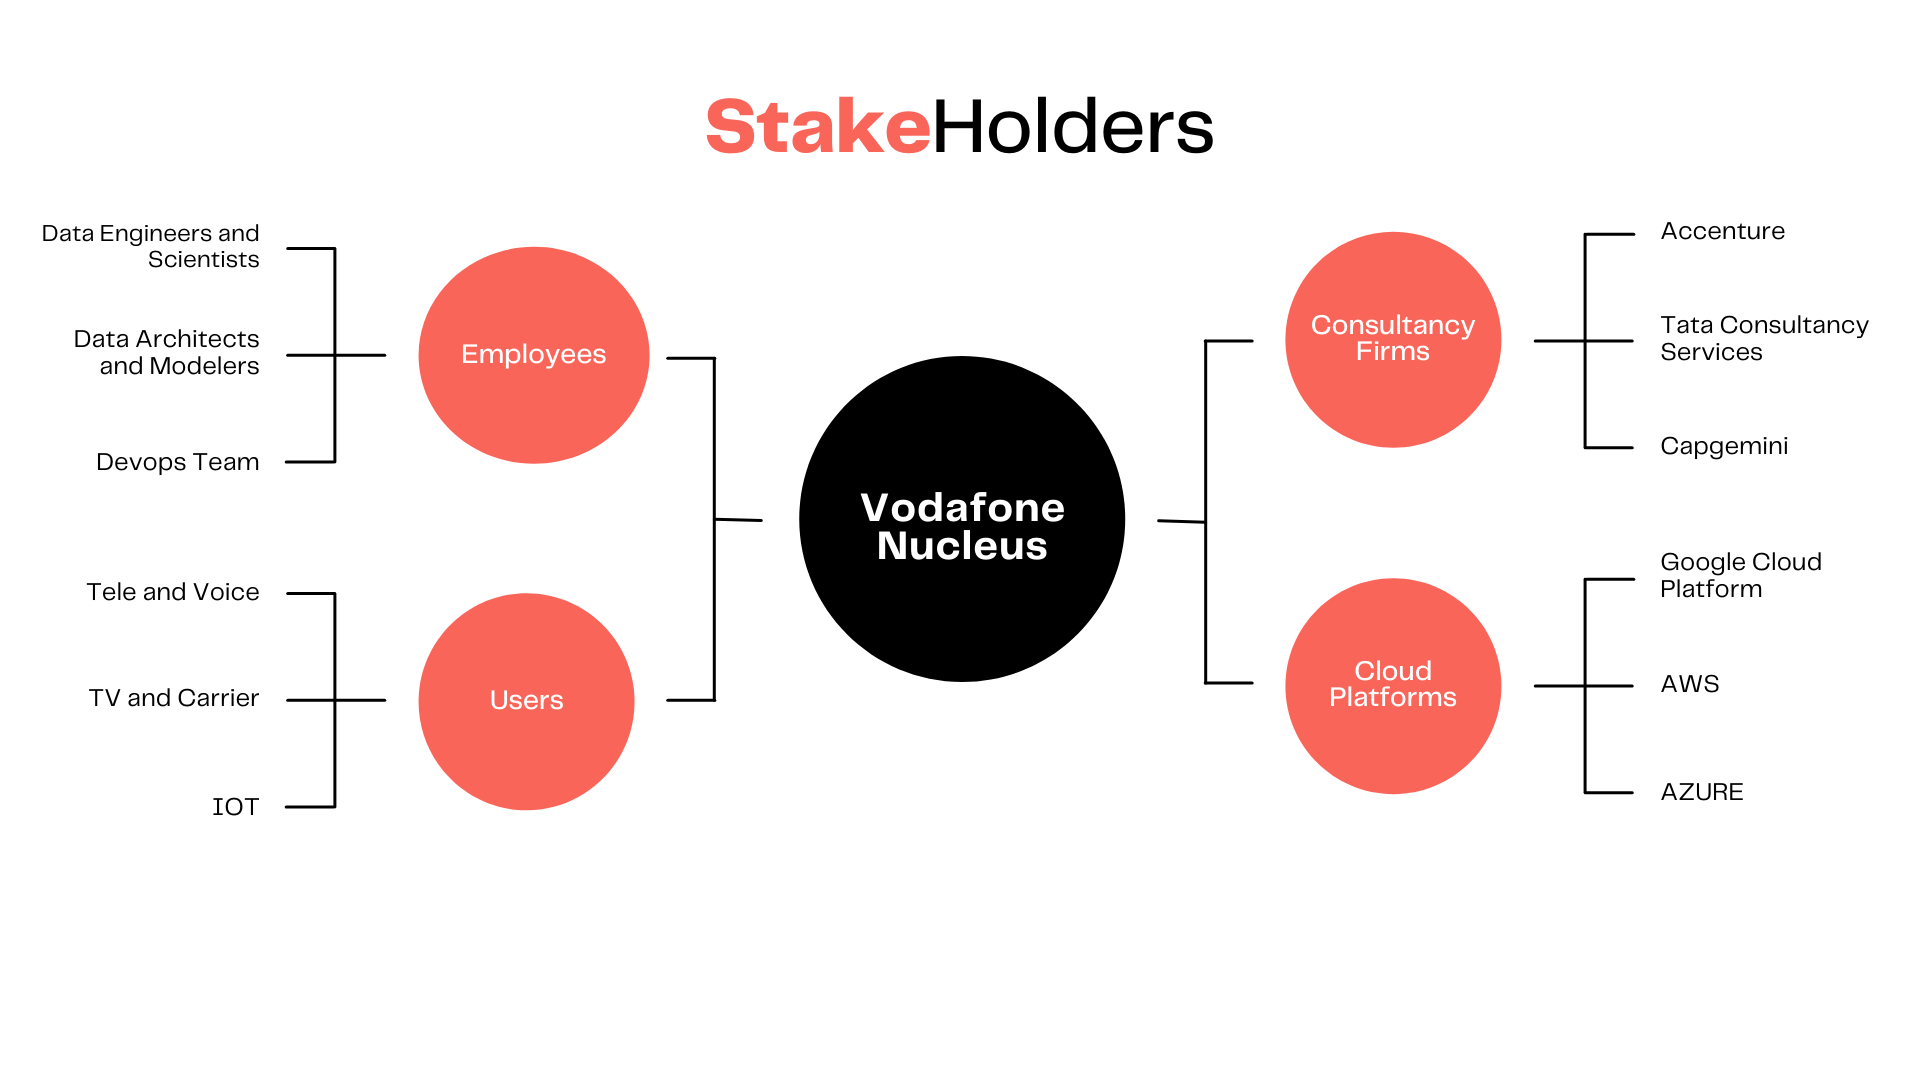 StakeHolders
Data Engineers and
Scientists
Data Architects
and Modelers
Devops Team
Employees
Tele and Voice
TV and Carrier
IOT
Users
Vodafone
Nucleus
Consultancy
Firms
Accenture
Tata Consultancy
Services
Capgemini
Cloud
Platforms
Google Cloud
Platform
AWS
AZURE